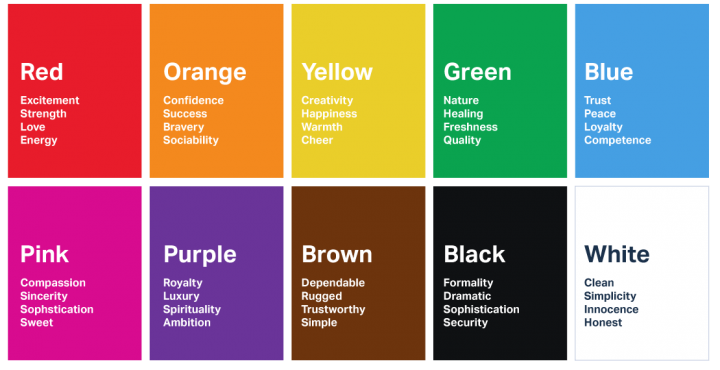 Red
Excitement
Strength
Love
Energy
Orange
Confidence
Success
Bravery
Sociability
Yellow
Creativity
Happiness
Warmth
Cheer
Green
Nature
Healing
Freshness
Quality
Blue
Trust
Peace
Loyalty
Competence
Pink
Compassion
Sincerity
Sophstication
Sweet
Purple
Royalty
Luxury
Spirituality
Ambition
Brown
Dependable
Rugged
Trustworthy
Simple
Black
Formality
Dramatic
Sophistication
Security
White
Clean
Simplicity
Innocence
Honest